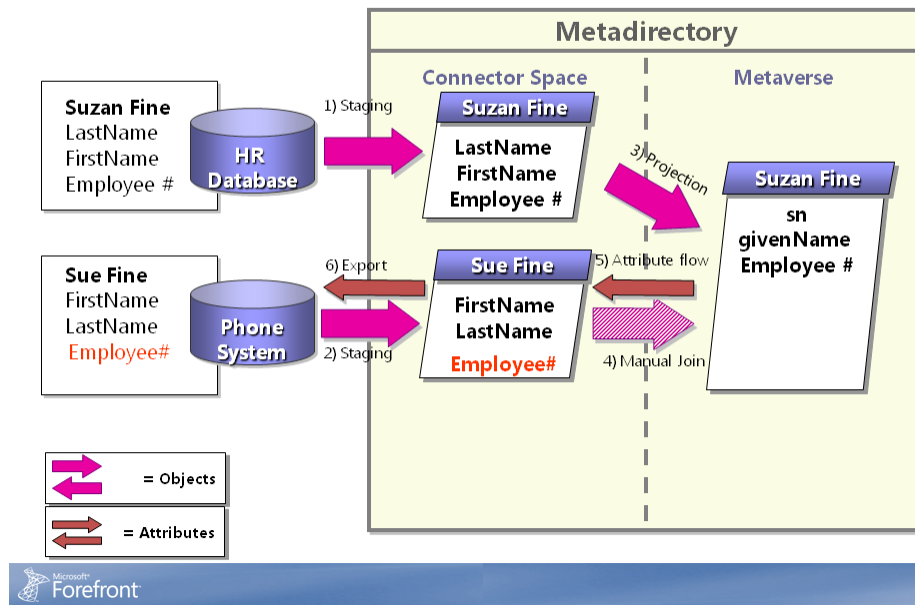 Metadirectory
Connector Space
Metaverse
Suzan Fine
LastName
FirstName
Employee #
HR
Database
1) Staging
Suzan Fine
LastName
FirstName
Employee #
3) Projection
Suzan Fine
sn
givenName
Employee #
Sue Fine
FirstName
LastName
Employee#
Phone
System
6) Export
2) Staging
Sue Fine
FirstName
LastName
Employee#
5) Attribute flow
4) Manual Join
= Objects
= Attributes
Microsoft®
Forefront